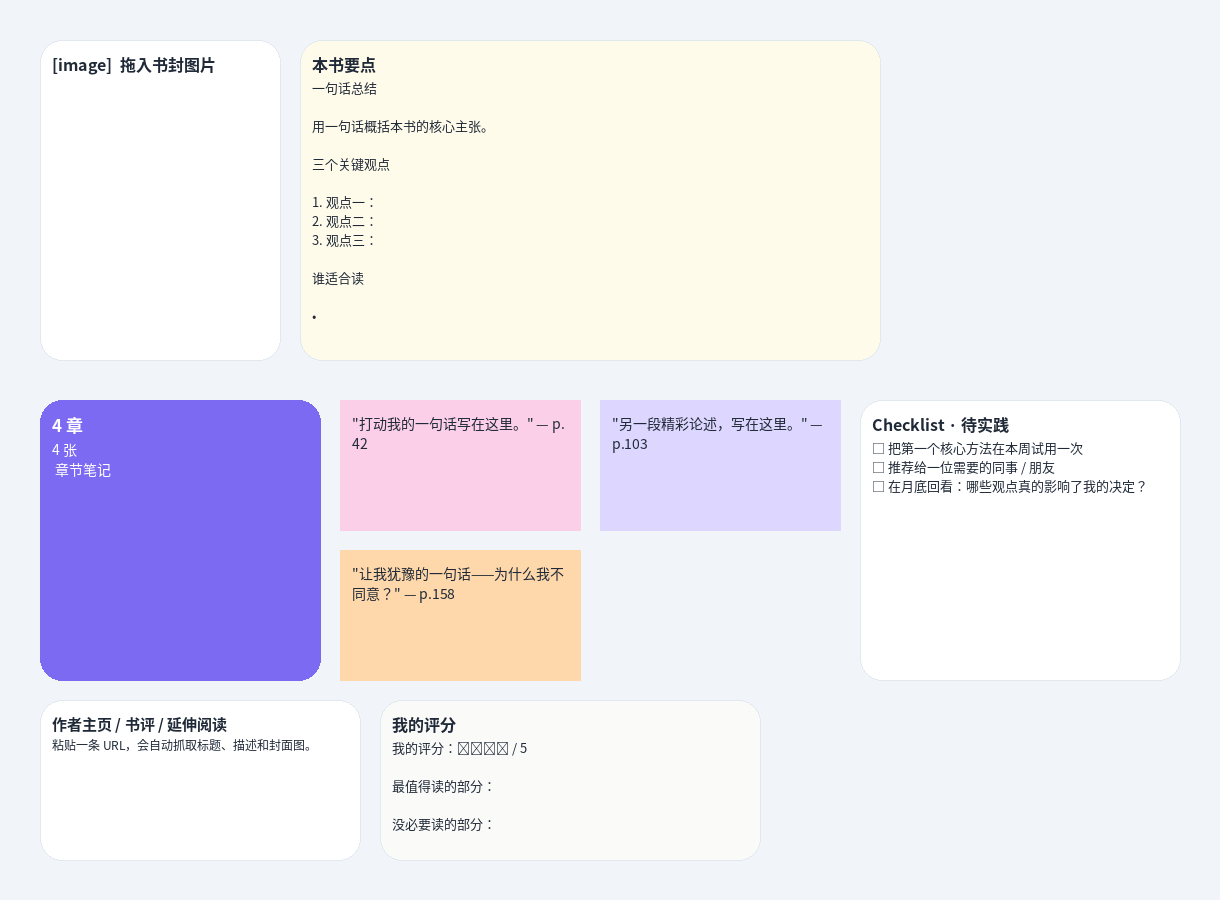 [image] 拖入书封图片
本书要点
一句话总结
用一句话概括本书的核心主张。
三个关键观点
1. 观点一：
2. 观点二：
3. 观点三：
谁适合读
•
4 章
4 张
章节笔记
"打动我的一句话写在这里。" — p.
42
"另一段精彩论述，写在这里。" —
p.103
"让我犹豫的一句话——为什么我不
同意？" — p.158
Checklist · 待实践
☐ 把第一个核心方法在本周试用一次
☐ 推荐给一位需要的同事 / 朋友
☐ 在月底回看：哪些观点真的影响了我的决定？
作者主页 / 书评 / 延伸阅读
粘贴一条 URL，会自动抓取标题、描述和封面图。
我的评分
我的评分： / 5
最值得读的部分：
没必要读的部分：